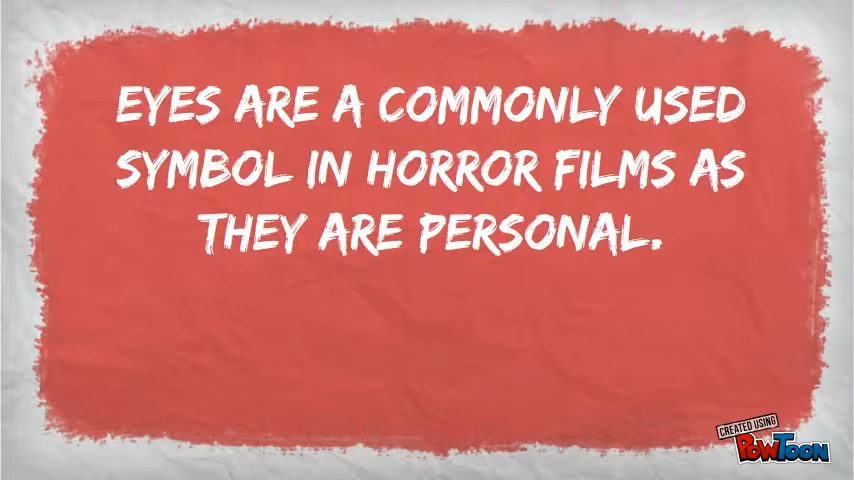 EYES ARE A COMMONLY USED
SYMBOL IN HORROR FILMS AS
THEY ARE PERSONAL.
CREATED USING
POWTOON